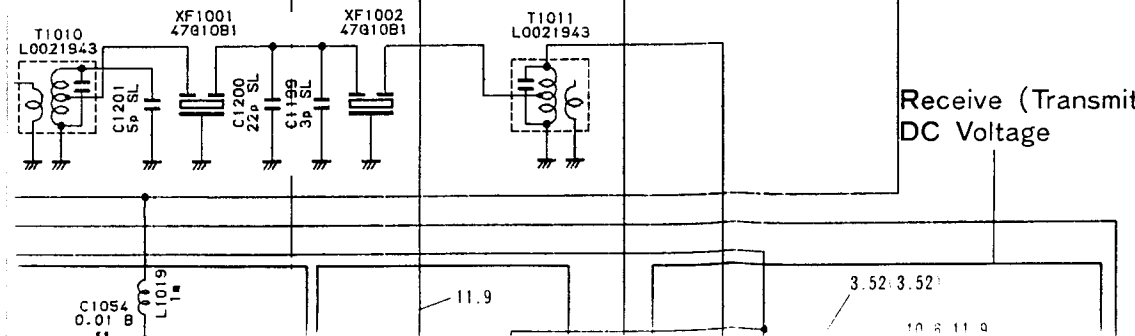 T1010
L0021943
XF1001
47G10B1
XF1002
47G10B1
T1011
L0021943
C1201
5p SL
C1200
22p SL
C1199
3p SL
Receive (Transmit
DC Voltage
L1019
1m
C1054
0.01 B
11.9
3.52(3.52)
10.6 11.9